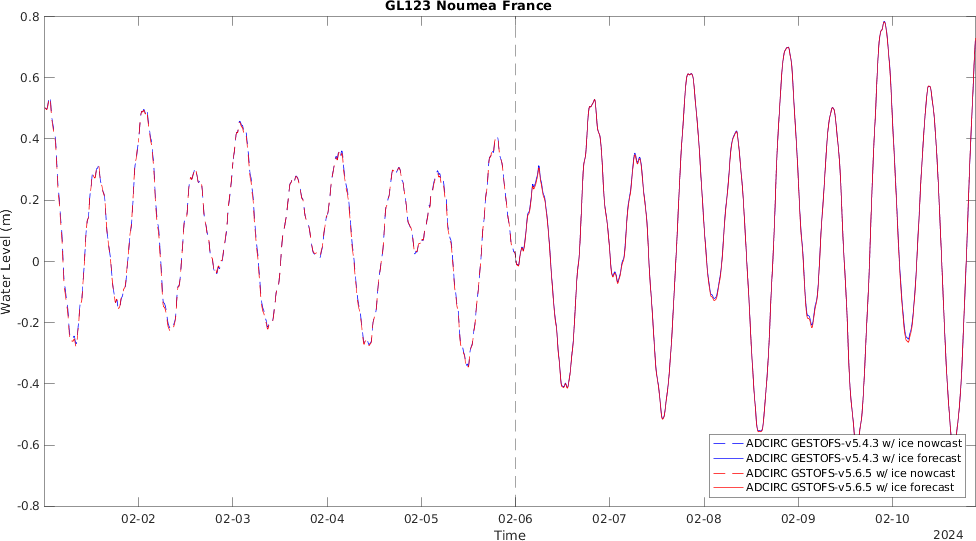 GL123 Noumea France
0.8
0.6
0.4
0.2
0
-0.2
-0.4
-0.6
-0.8
Water Level (m)
ADCIRC GESTOFS-v5.4.3 w/ ice nowcast
ADCIRC GESTOFS-v5.4.3 w/ ice forecast
ADCIRC GSTOFS-v5.6.5 w/ ice nowcast
ADCIRC GSTOFS-v5.6.5 w/ ice forecast
02-02 02-03 02-04 02-05 02-06 02-07 02-08 02-09 02-10
Time
2024